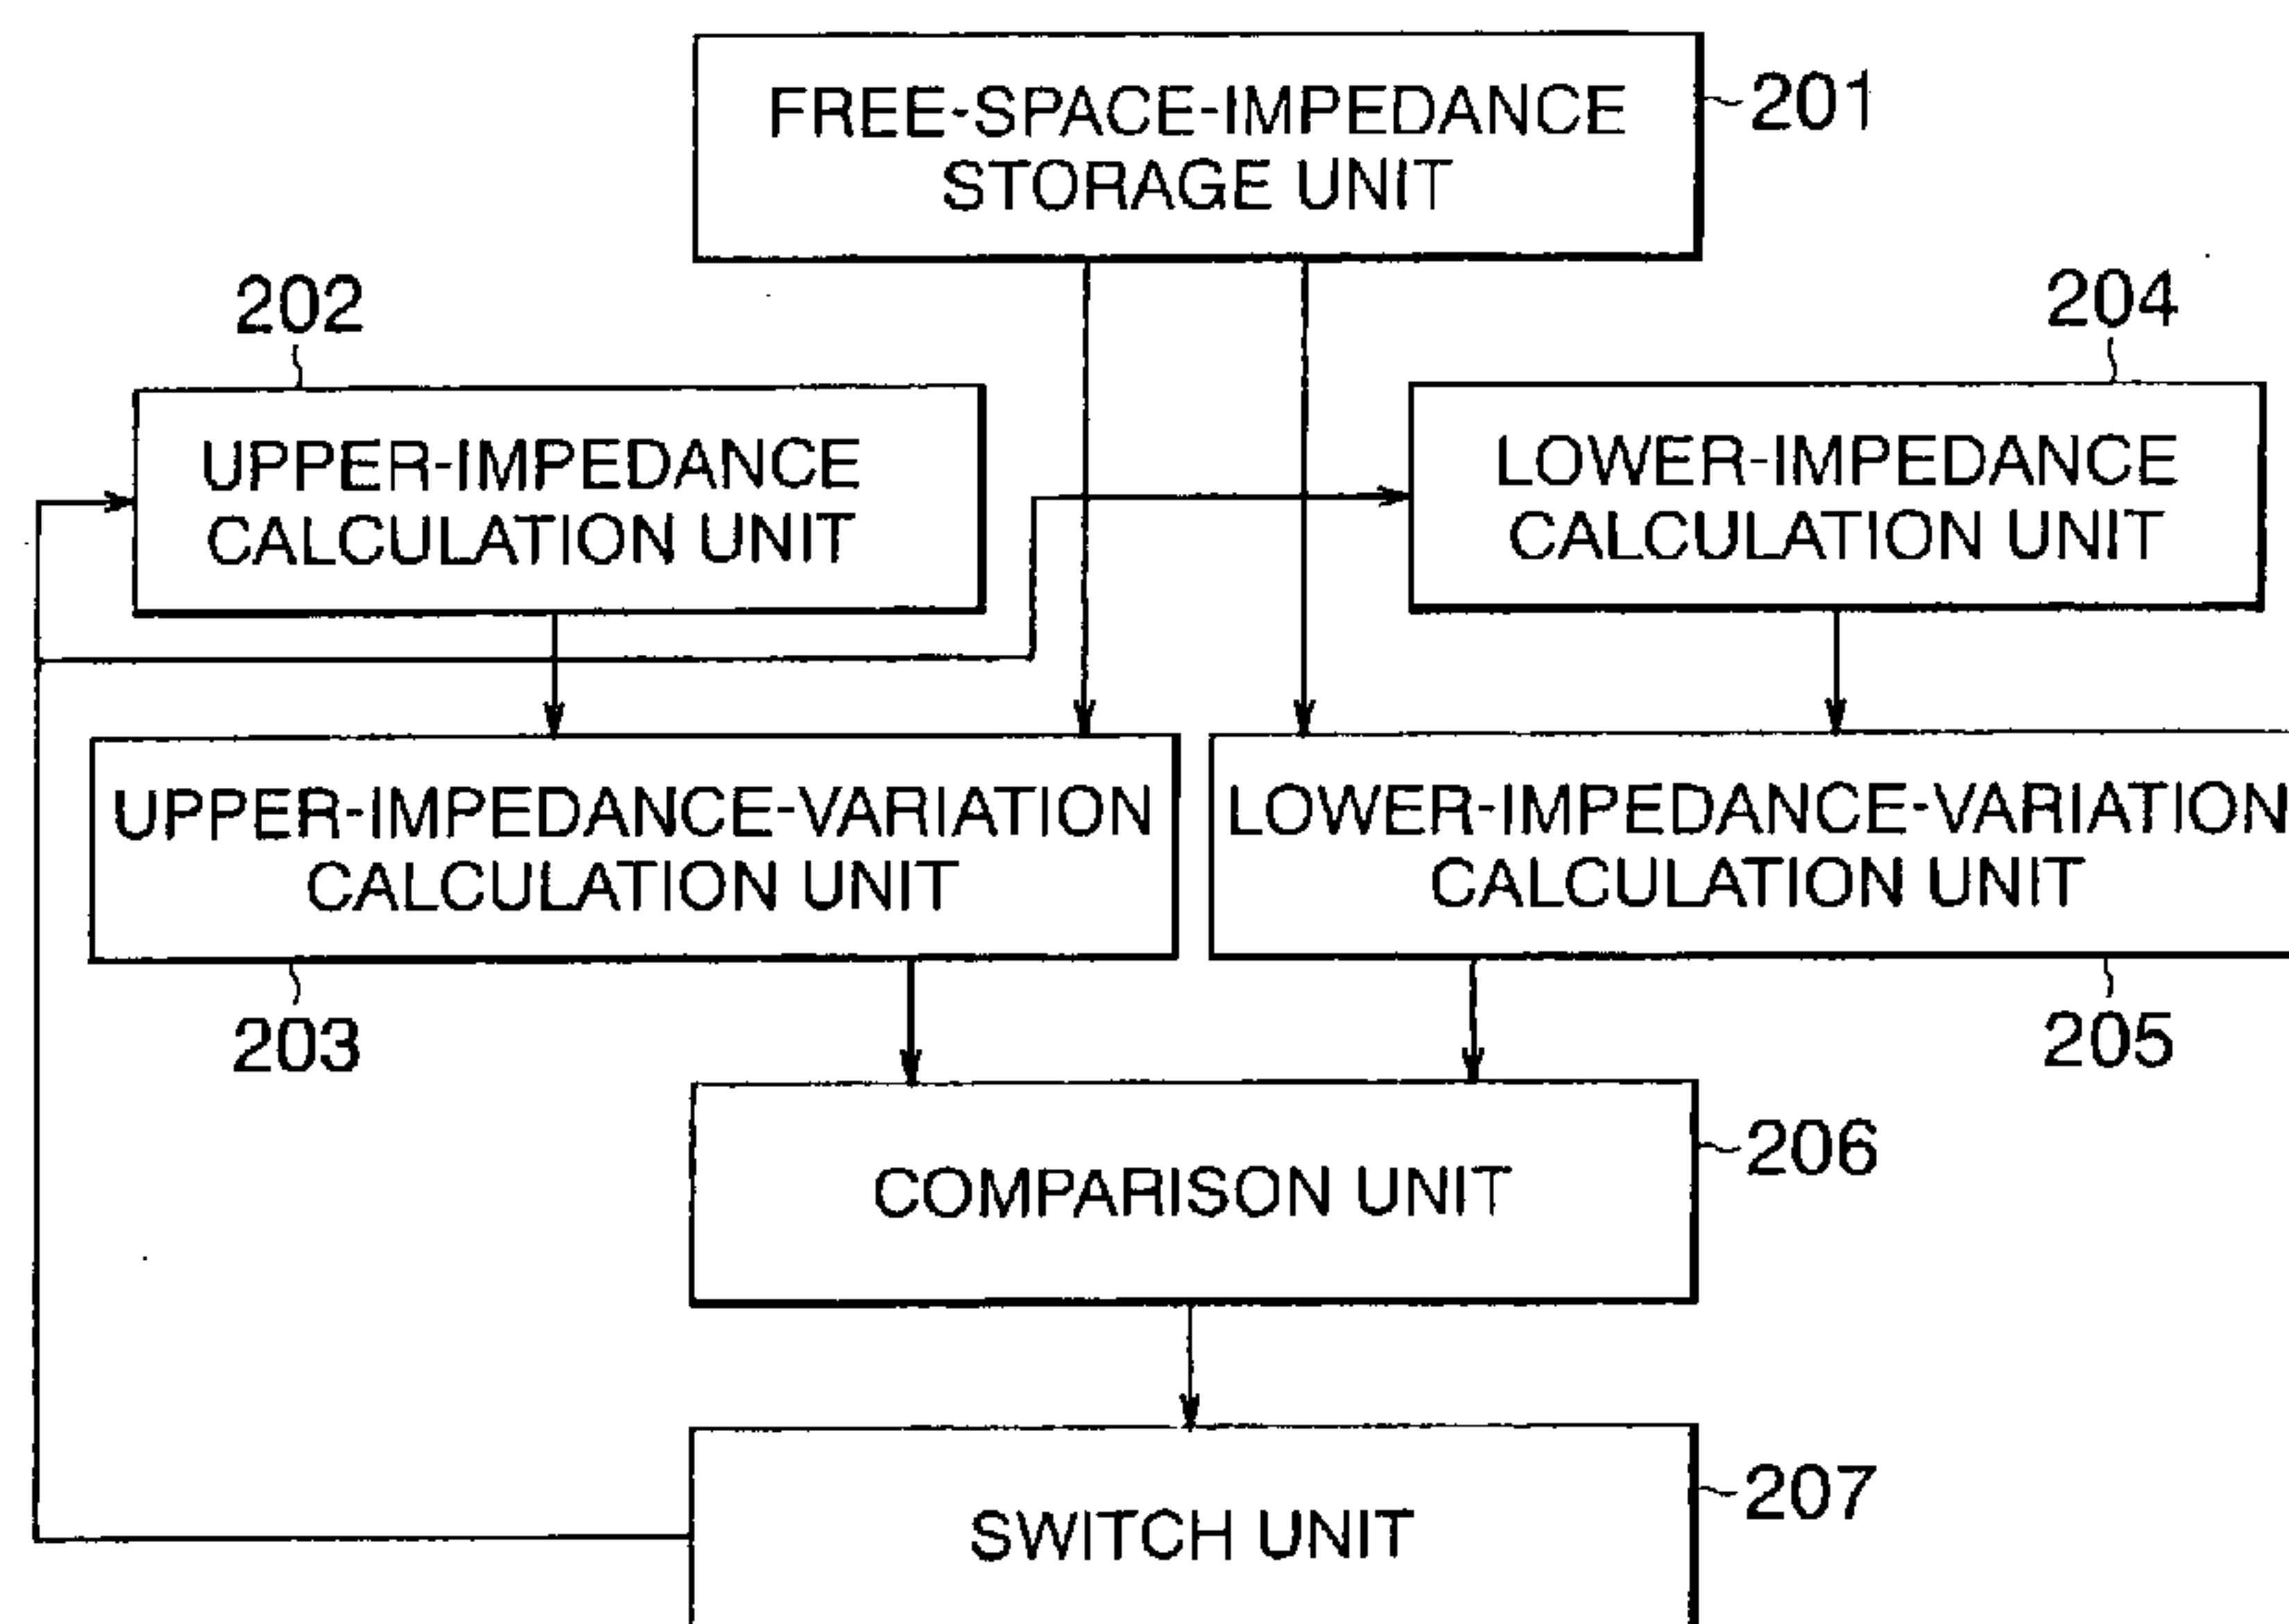 FREE-SPACE-IMPEDANCE
STORAGE UNIT
201
202
204
UPPER-IMPEDANCE
CALCULATION UNIT
LOWER-IMPEDANCE
CALCULATION UNIT
UPPER-IMPEDANCE-VARIATION
CALCULATION UNIT
LOWER-IMPEDANCE-VARIATION
CALCULATION UNIT
203
205
COMPARISON UNIT
206
SWITCH UNIT
207